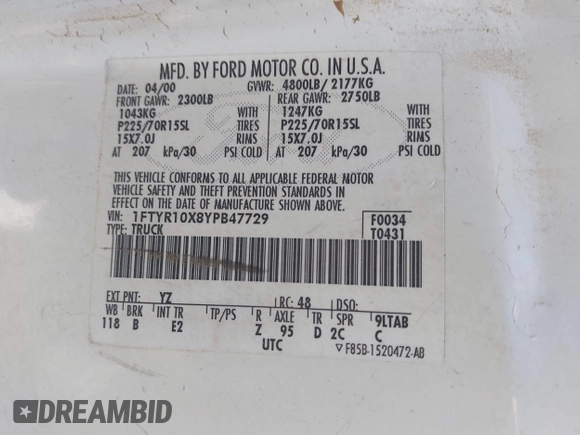 MFD. BY FORD MOTOR CO. IN U.S.A.
DATE: 04/00 GVWR: 4800LB/ 2177KG
FRONT GAWR: 2300LB REAR GAWR: 2750LB
1043KG WITH 1247KG WITH
P225/70R15SL TIRES P225/70R15SL TIRES
15X7.0J RIMS 15X7.0J RIMS
AT 207 kPa/30 PSI COLD AT 207 kPa/30 PSI COLD
THIS VEHICLE CONFORMS TO ALL APPLICABLE FEDERAL MOTOR
VEHICLE SAFETY AND THEFT PREVENTION STANDARDS IN
EFFECT ON THE DATE OF MANUFACTURE SHOWN ABOVE.
VIN: 1FTYR10X8YPB47729 F0034
TYPE: TRUCK T0431
EXT PNT: YZ RC: 48 DSO:
WB BRK INT TR TP/PS R AXLE TR SPR 9LTAB
118 B E2 Z 95 D 2C C
UTC ▽ F85B-1520472-AB
DREAMBID